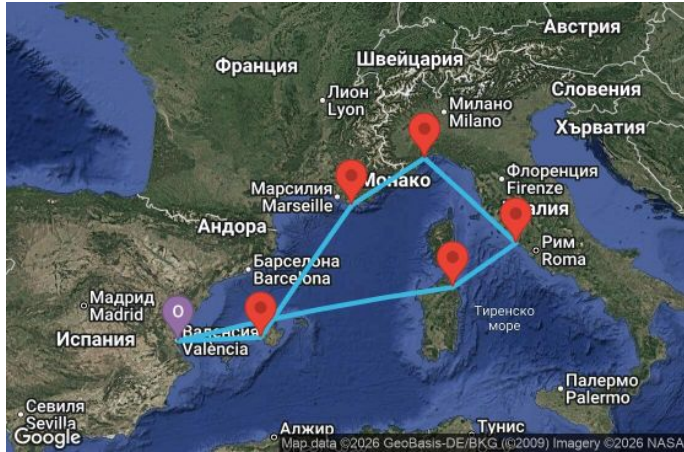 Австрия
Швейцария
Франция
Словения
Лион
Lyon
Милано
Milano
Хърватия
Флоренция
Firenze
Марсилия
Marseille
Монако
Италия
Андора
Рим
Roma
Барселона
Barcelona
Мадрид
Madrid
O
Валенсия
València
Испания
Тиренско
море
Палермо
Palermo
Севиля
Sevilla
Алжир
Тунис
Google
Map data ©2026 GeoBasis-DE/BKG (©2009) Imagery ©2026 NASA